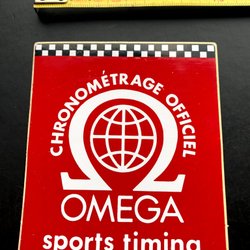 CHRONOMÉTRAGE OFFICIEL
OMEGA
sports timing